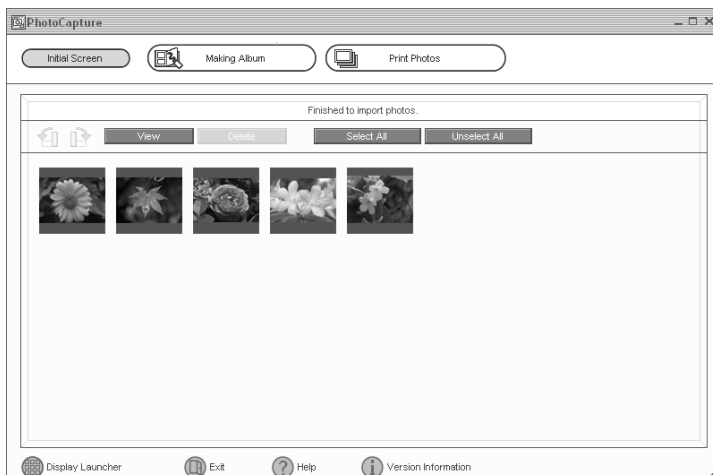 PhotoCapture
Initial Screen Making Album Print Photos
Finished to import photos.
View Delete Select All Unselect All
Display Launcher Exit Help Version Information